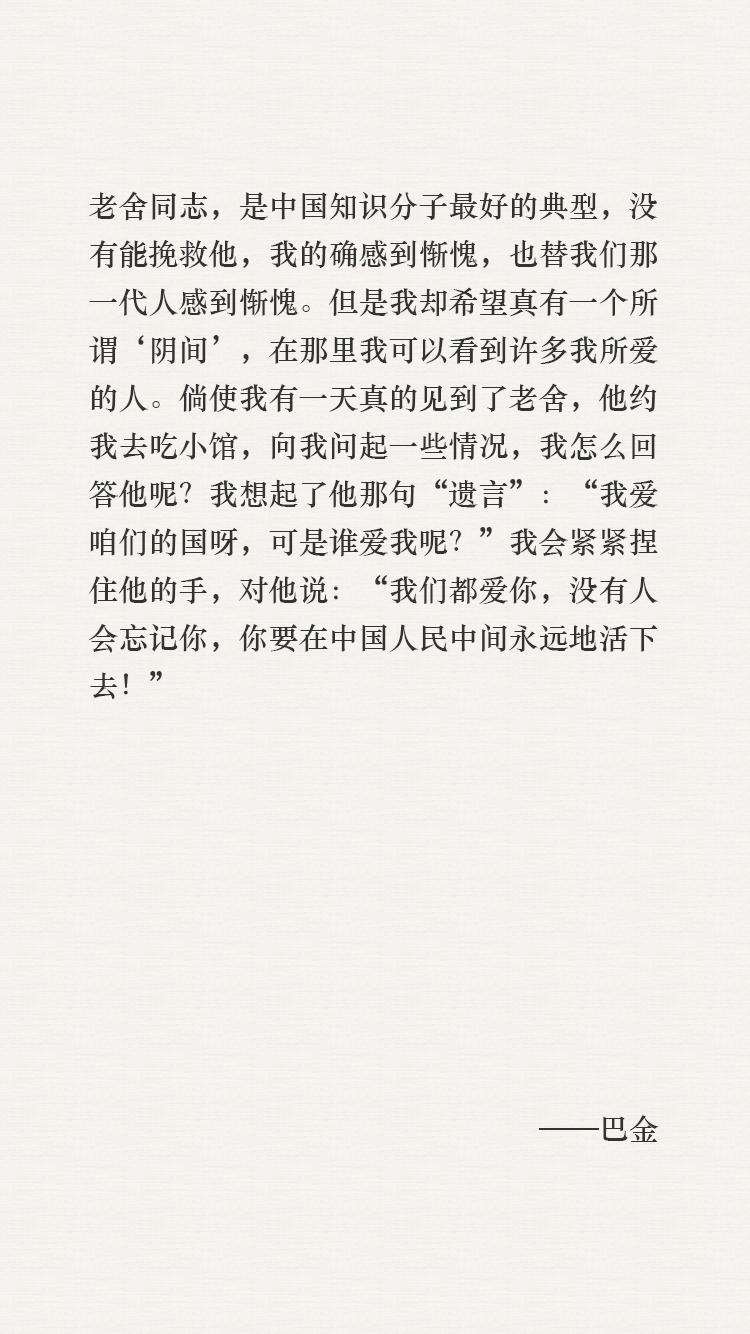 老舍同志，是中国知识分子最好的典型，没
有能挽救他，我的确感到惭愧，也替我们那
一代人感到惭愧。但是我却希望真有一个所
谓‘阴间’，在那里我可以看到许多我所爱
的人。倘使我有一天真的见到了老舍，他约
我去吃小馆，向我问起一些情况，我怎么回
答他呢？我想起了他那句“遗言”：“我爱
咱们的国呀，可是谁爱我呢？”我会紧紧捏
住他的手，对他说：“我们都爱你，没有人
会忘记你，你要在中国人民中间永远地活下
去！”
——巴金